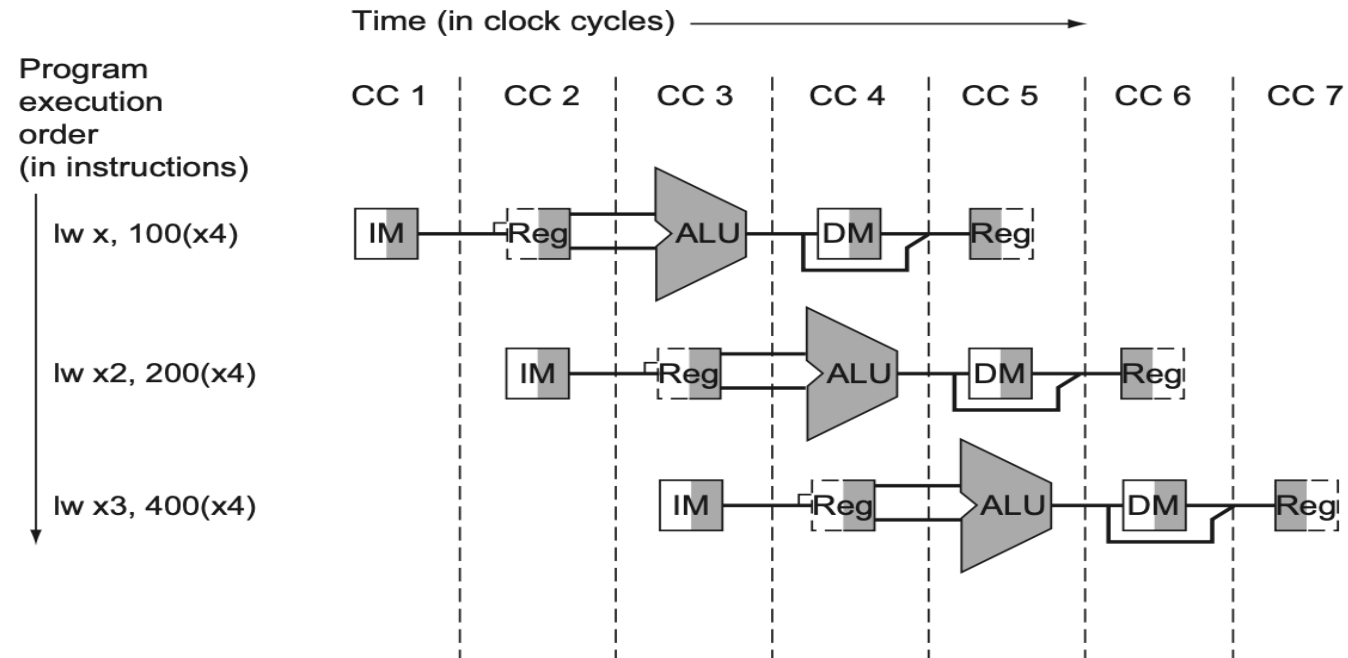 Time (in clock cycles)
Program
execution
order
(in instructions)
CC 1 CC 2 CC 3 CC 4 CC 5 CC 6 CC 7
lw x, 100(x4) IM Reg ALU DM Reg
lw x2, 200(x4) IM Reg ALU DM Reg
lw x3, 400(x4) IM Reg ALU DM Reg